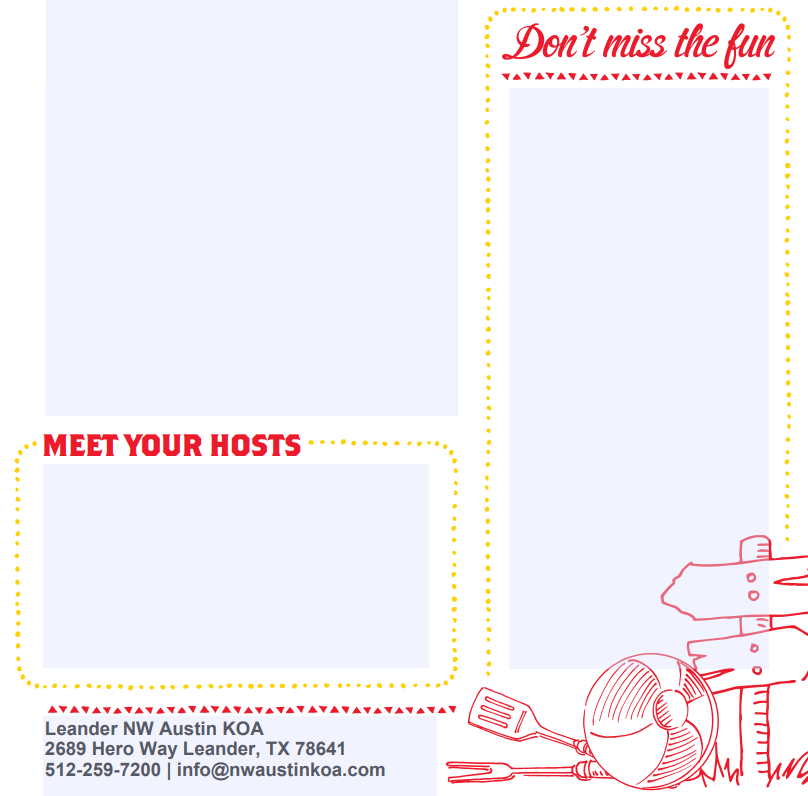 Don't miss the fun
MEET YOUR HOSTS
Leander NW Austin KOA
2689 Hero Way Leander, TX 78641
512-259-7200 | info@nwaustinkoa.com